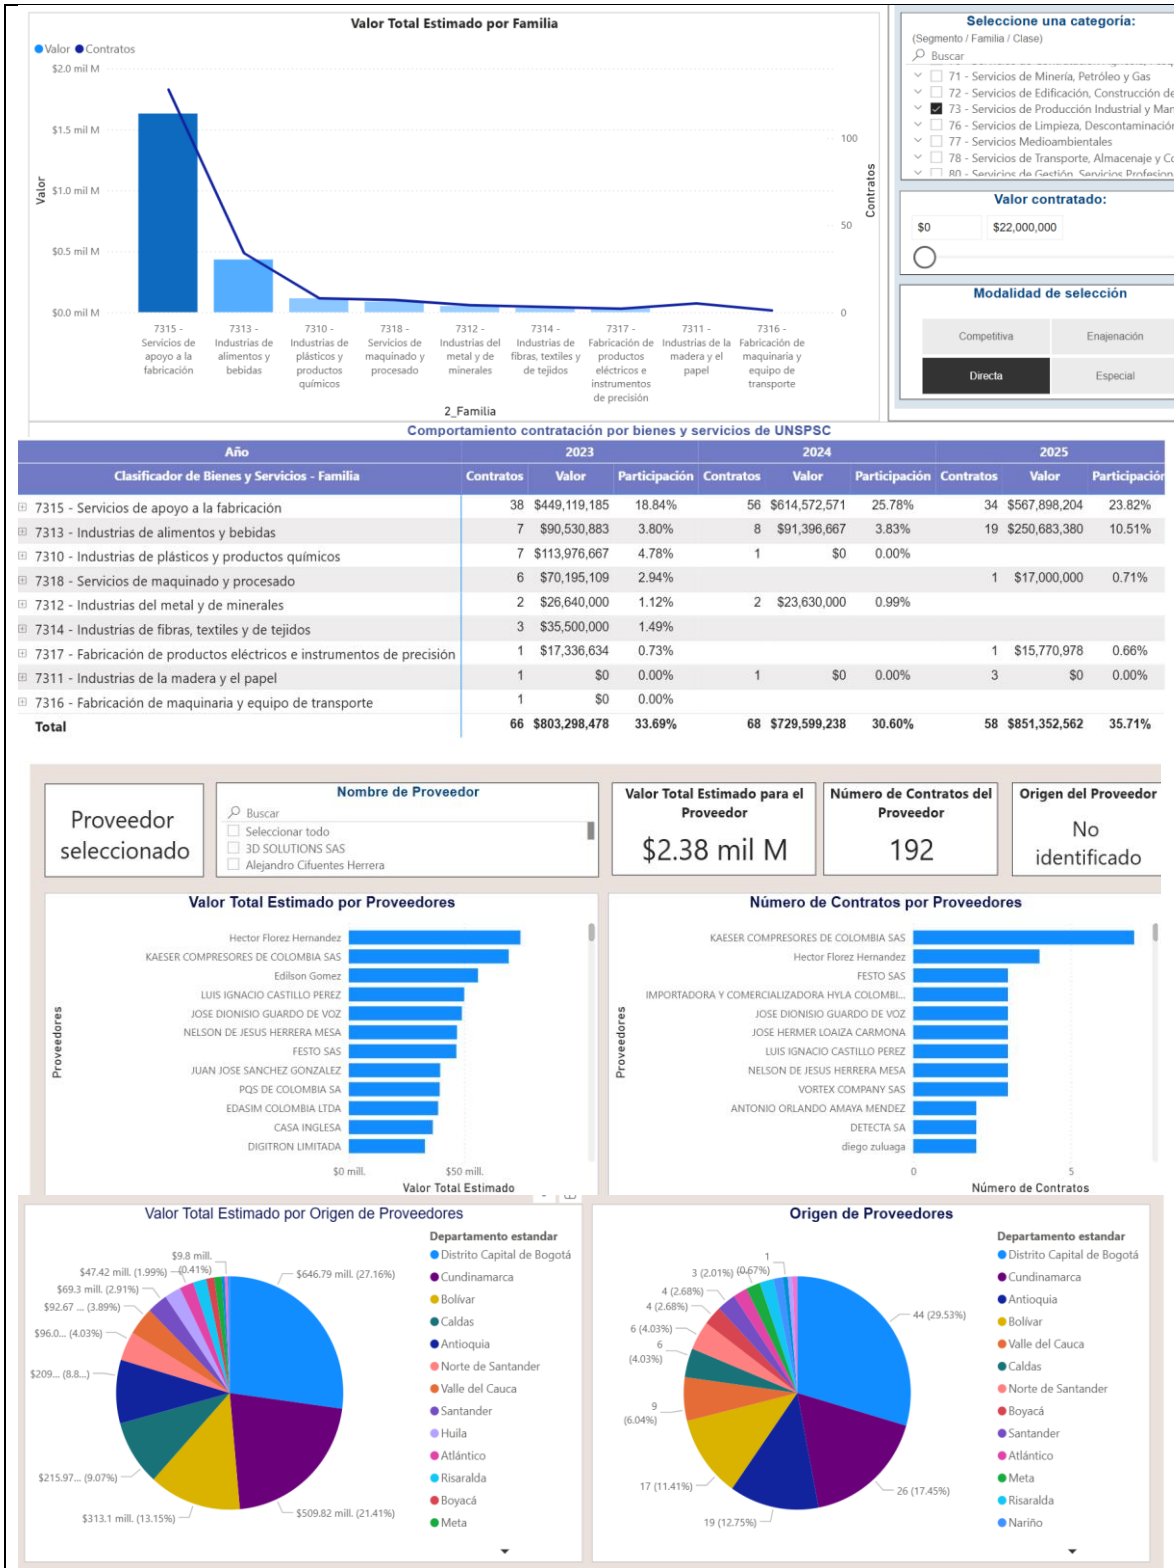 Valor Total Estimado por Familia
Valor Contratos
$2.0 mil M
$1.5 mil M
$1.0 mil M
$0.5 mil M
$0.0 mil M
Valor
100
50
0
Contratos
7315 - Servicios de apoyo a la fabricación
7313 - Industrias de alimentos y bebidas
7310 - Industrias de plásticos y productos químicos
7318 - Servicios de maquinado y procesado
7312 - Industrias del metal y de minerales
7314 - Industrias de fibras, textiles y de tejidos
7317 - Fabricación de productos eléctricos e instrumentos de precisión
7311 - Industrias de la madera y el papel
7316 - Fabricación de maquinaria y equipo de transporte
2_Familia
Seleccione una categoría:
(Segmento / Familia / Clase)
Buscar
71 - Servicios de Minería, Petróleo y Gas
72 - Servicios de Edificación, Construcción de
73 - Servicios de Producción Industrial y Man
76 - Servicios de Limpieza, Descontaminación
77 - Servicios Medioambientales
78 - Servicios de Transporte, Almacenaje y Co
80 - Servicios de Gestión, Servicios Profesion
Valor contratado:
$0 $22,000,000
Modalidad de selección
Competitiva Enajenación
Directa Especial
Comportamiento contratación por bienes y servicios de UNSPSC
Año 2023 2024 2025
Clasificador de Bienes y Servicios - Familia Contratos Valor Participación Contratos Valor Participación Contratos Valor Participación
7315 - Servicios de apoyo a la fabricación 38 $449,119,185 18.84% 56 $614,572,571 25.78% 34 $567,898,204 23.82%
7313 - Industrias de alimentos y bebidas 7 $90,530,883 3.80% 8 $91,396,667 3.83% 19 $250,683,380 10.51%
7310 - Industrias de plásticos y productos químicos 7 $113,976,667 4.78% 1 $0 0.00%
7318 - Servicios de maquinado y procesado 6 $70,195,109 2.94% 1 $17,000,000 0.71%
7312 - Industrias del metal y de minerales 2 $26,640,000 1.12% 2 $23,630,000 0.99%
7314 - Industrias de fibras, textiles y de tejidos 3 $35,500,000 1.49%
7317 - Fabricación de productos eléctricos e instrumentos de precisión 1 $17,336,634 0.73% 1 $15,770,978 0.66%
7311 - Industrias de la madera y el papel 1 $0 0.00% 1 $0 0.00% 3 $0 0.00%
7316 - Fabricación de maquinaria y equipo de transporte 1 $0 0.00%
Total 66 $803,298,478 33.69% 68 $729,599,238 30.60% 58 $851,352,562 35.71%
Proveedor seleccionado
Nombre de Proveedor
Buscar
Seleccionar todo
3D SOLUTIONS SAS
Alejandro Cifuentes Herrera
Valor Total Estimado para el Proveedor
$2.38 mil M
Número de Contratos del Proveedor
192
Origen del Proveedor
No identificado
Valor Total Estimado por Proveedores
Proveedores
Hector Florez Hernandez
KAESER COMPRESORES DE COLOMBIA SAS
Edilson Gomez
LUIS IGNACIO CASTILLO PEREZ
JOSE DIONISIO GUARDO DE VOZ
NELSON DE JESUS HERRERA MESA
FESTO SAS
JUAN JOSE SANCHEZ GONZALEZ
PQS DE COLOMBIA SA
EDASIM COLOMBIA LTDA
CASA INGLESA
DIGITRON LIMITADA
$0 mill. $50 mill.
Valor Total Estimado
Número de Contratos por Proveedores
Proveedores
KAESER COMPRESORES DE COLOMBIA SAS
Hector Florez Hernandez
FESTO SAS
IMPORTADORA Y COMERCIALIZADORA HYLA COLOMBI...
JOSE DIONISIO GUARDO DE VOZ
JOSE HERMER LOAIZA CARMONA
LUIS IGNACIO CASTILLO PEREZ
NELSON DE JESUS HERRERA MESA
VORTEX COMPANY SAS
ANTONIO ORLANDO AMAYA MENDEZ
DETECTA SA
diego zuluaga
0 5
Número de Contratos
Valor Total Estimado por Origen de Proveedores
$9.8 mill. (0.41%)
$47.42 mill. (1.99%)
$69.3 mill. (2.91%)
$92.67 ... (3.89%)
$96.0... (4.03%)
$209... (8.8...)
$215.97... (9.07%)
$313.1 mill. (13.15%)
$509.82 mill. (21.41%)
$646.79 mill. (27.16%)
Departamento estandar
Distrito Capital de Bogotá
Cundinamarca
Bolívar
Caldas
Antioquia
Norte de Santander
Valle del Cauca
Santander
Huila
Atlántico
Risaralda
Boyacá
Meta
Origen de Proveedores
1 (0.67%)
3 (2.01%)
4 (2.68%)
4 (2.68%)
6 (4.03%)
6 (4.03%)
9 (6.04%)
17 (11.41%)
19 (12.75%)
26 (17.45%)
44 (29.53%)
Departamento estandar
Distrito Capital de Bogotá
Cundinamarca
Antioquia
Bolívar
Valle del Cauca
Caldas
Norte de Santander
Boyacá
Santander
Atlántico
Meta
Risaralda
Nariño